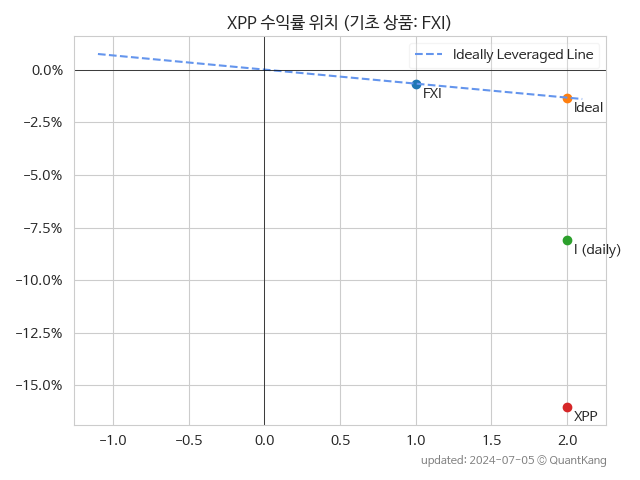 XPP 수익률 위치 (기초 상품: FXI)
Ideally Leveraged Line
0.0%
−2.5%
−5.0%
−7.5%
−10.0%
−12.5%
−15.0%
FXI
Ideal
I (daily)
XPP
−1.0
−0.5
0.0
0.5
1.0
1.5
2.0
updated: 2024-07-05 © QuantKang